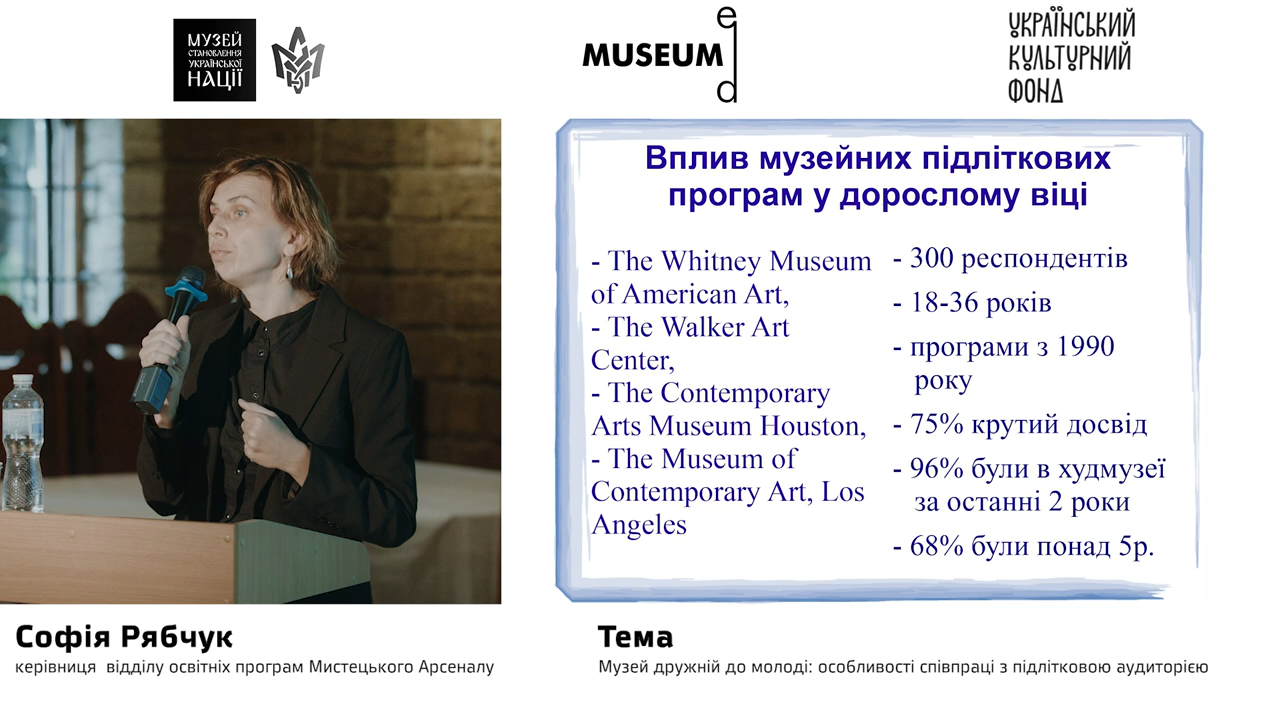 МУЗЕЙ
СТАНОВЛЕННЯ
УКРАЇНСЬКОЇ
НАЦІЇ
MUSEUM
ed
УКРАЇНСЬКИЙ
КУЛЬТУРНИЙ
ФОНД
Вплив музейних підліткових
програм у дорослому віці
- The Whitney Museum
of American Art,
- The Walker Art
Center,
- The Contemporary
Arts Museum Houston,
- The Museum of
Contemporary Art, Los
Angeles
- 300 респондентів
- 18-36 років
- програми з 1990
року
- 75% крутий досвід
- 96% були в худмузеї
за останні 2 роки
- 68% були понад 5р.
Софія Рябчук
керівниця відділу освітніх програм Мистецького Арсеналу
Тема
Музей дружній до молоді: особливості співпраці з підлітковою аудиторією